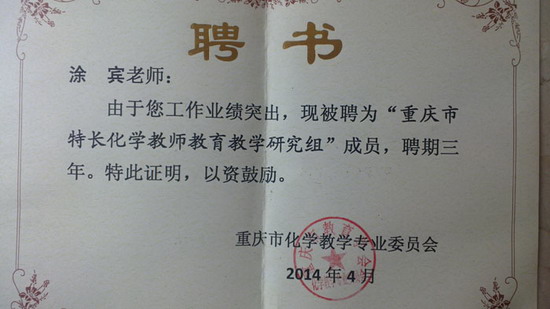 聘书
涂 宾老师：
由于您工作业绩突出，现被聘为“重庆市
特长化学教师教育教学研究组”成员，聘期三
年。特此证明，以资鼓励。
重庆市化学教学专业委员会
2014年4月